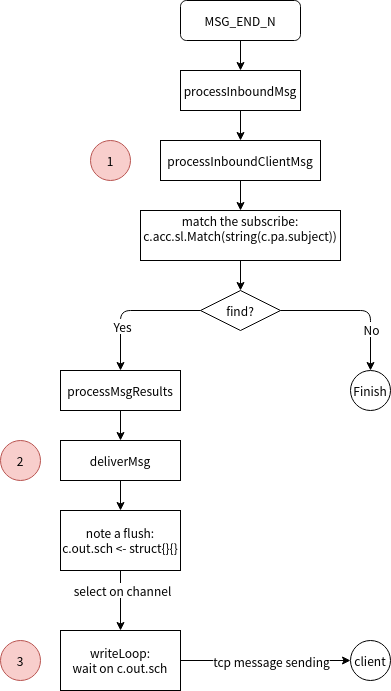 MSG_END_N
processInboundMsg
1
processInboundClientMsg
match the subscribe:
c.acc.sl.Match(string(c.pa.subject))
find?
Yes
No
processMsgResults
Finish
2
deliverMsg
note a flush:
c.out.sch <- struct{}{}
select on channel
3
writeLoop:
wait on c.out.sch
tcp message sending
client